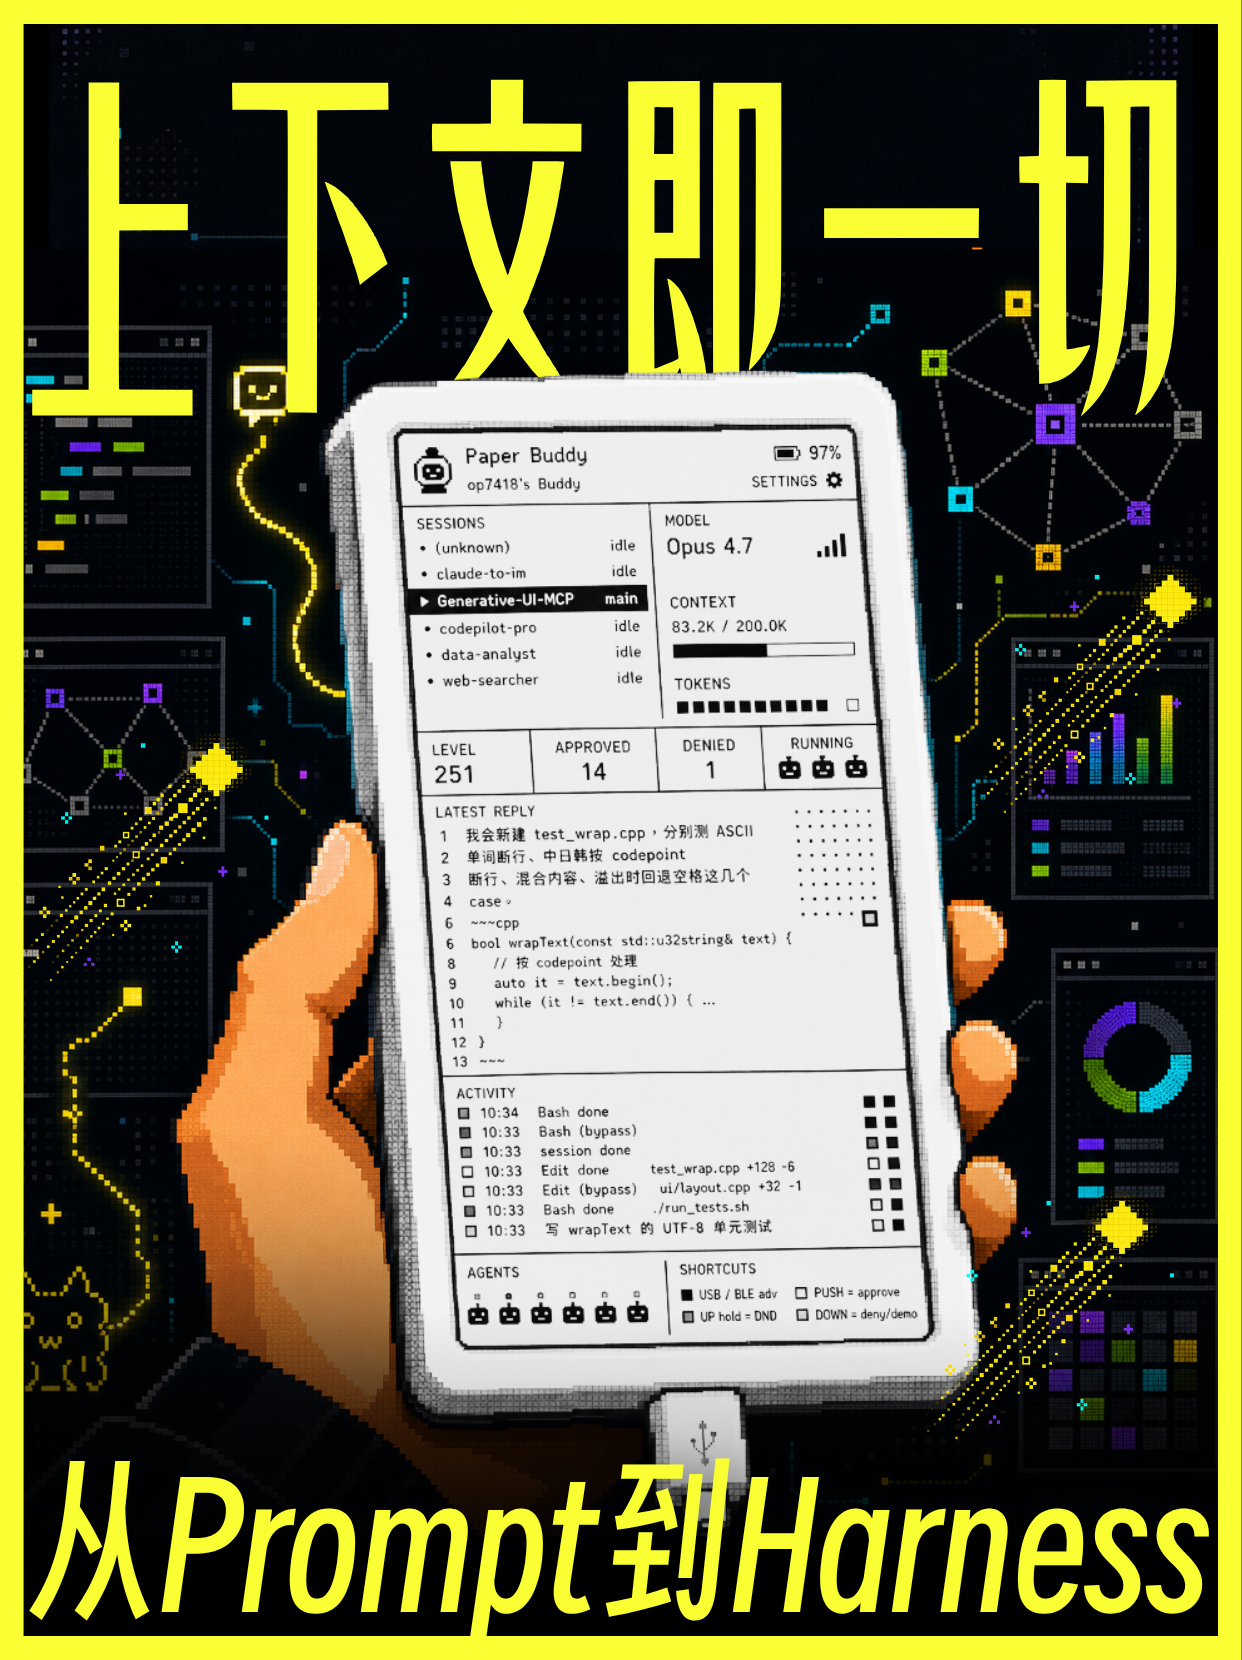 上下文即一切
Paper Buddy
op7418's Buddy
97%
SETTINGS
SESSIONS
• (unknown) idle
• claude-to-im idle
▶ Generative-UI-MCP main
• codepilot-pro idle
• data-analyst idle
• web-searcher idle
MODEL
Opus 4.7
CONTEXT
83.2K / 200.0K
TOKENS
LEVEL
251
APPROVED
14
DENIED
1
RUNNING
LATEST REPLY
1 我会新建 test_wrap.cpp，分别测 ASCII
2 单词断行、中日韩按 codepoint
3 断行、混合内容、溢出时回退空格这几个
4 case。
6 ~~~cpp
6 bool wrapText(const std::u32string& text) {
8 // 按 codepoint 处理
9 auto it = text.begin();
10 while (it != text.end()) { ...
11 }
12 }
13 ~~~
ACTIVITY
10:34 Bash done
10:33 Bash (bypass)
10:33 session done
10:33 Edit done test_wrap.cpp +128 -6
10:33 Edit (bypass) ui/layout.cpp +32 -1
10:33 Bash done ./run_tests.sh
10:33 写 wrapText 的 UTF-8 单元测试
AGENTS
SHORTCUTS
USB / BLE adv
PUSH = approve
UP hold = DND
DOWN = deny/demo
从Prompt到Harness